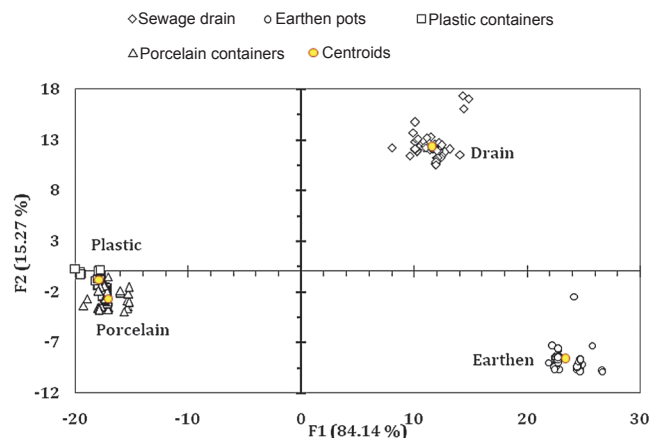 Sewage drain Earthen pots Plastic containers
Porcelain containers Centroids
18
13
Drain
8
F2 (15.27 %)
3
Plastic
-2
Porcelain
-7
Earthen
-12
-20 -10 0 10 20 30
F1 (84.14 %)